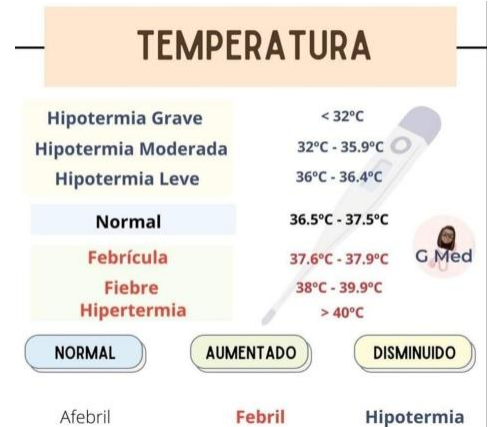 TEMPERATURA
Hipotermia Grave < 32ºC
Hipotermia Moderada 32ºC - 35.9ºC
Hipotermia Leve 36ºC - 36.4ºC
Normal 36.5ºC - 37.5ºC
Febrícula 37.6ºC - 37.9ºC
G Med
Fiebre 38ºC - 39.9ºC
Hipertermia > 40ºC
NORMAL AUMENTADO DISMINUIDO
Afebril Febril Hipotermia